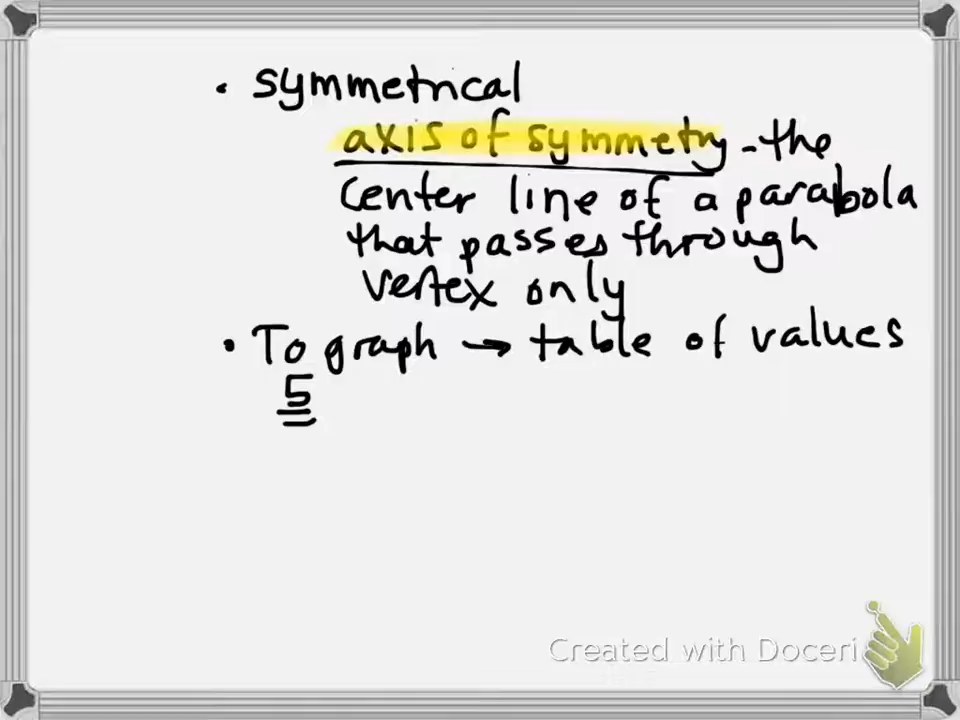 • symmetrical
axis of symmetry - the
center line of a parabola
that passes through
vertex only
• To graph → table of values
5
Created with Doceri